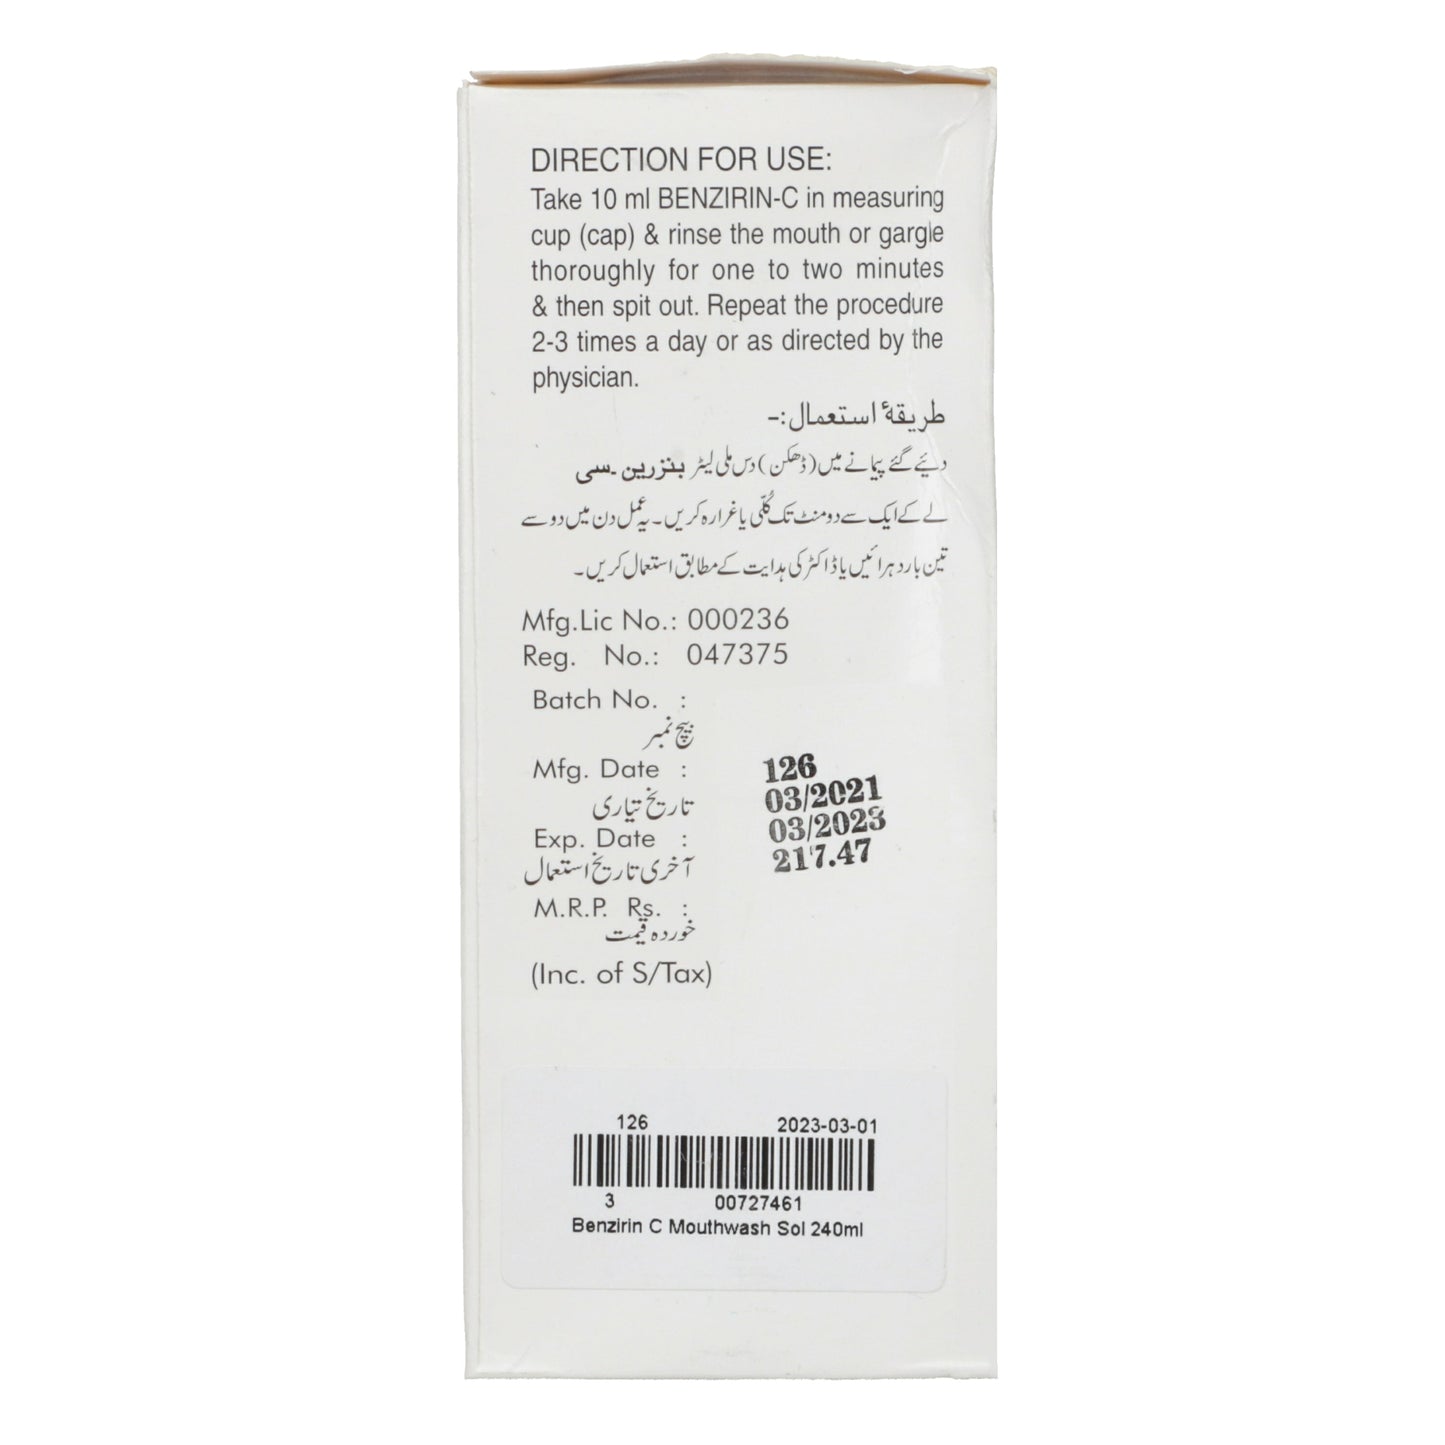 DIRECTION FOR USE:
Take 10 ml BENZIRIN-C in measuring
cup (cap) & rinse the mouth or gargle
thoroughly for one to two minutes
& then spit out. Repeat the procedure
2-3 times a day or as directed by the
physician.
طریقۂ استعمال:-
دیئے گئے پیمانے میں (ڈھکن) دس ملی لیٹر بنزرین۔سی
لے کے ایک سے دو منٹ تک کُلّی یا غرارہ کریں۔ یہ عمل دن میں دو سے
تین بار دہرائیں یا ڈاکٹر کی ہدایت کے مطابق استعمال کریں۔
Mfg.Lic No.: 000236
Reg. No.: 047375
Batch No. :
بیچ نمبر
Mfg. Date :
تاریخ تیاری
Exp. Date :
آخری تاریخ استعمال
M.R.P. Rs. :
خوردہ قیمت
(Inc. of S/Tax)
126
03/2021
03/2023
217.47
126 2023-03-01
3 00727461
Benzirin C Mouthwash Sol 240ml